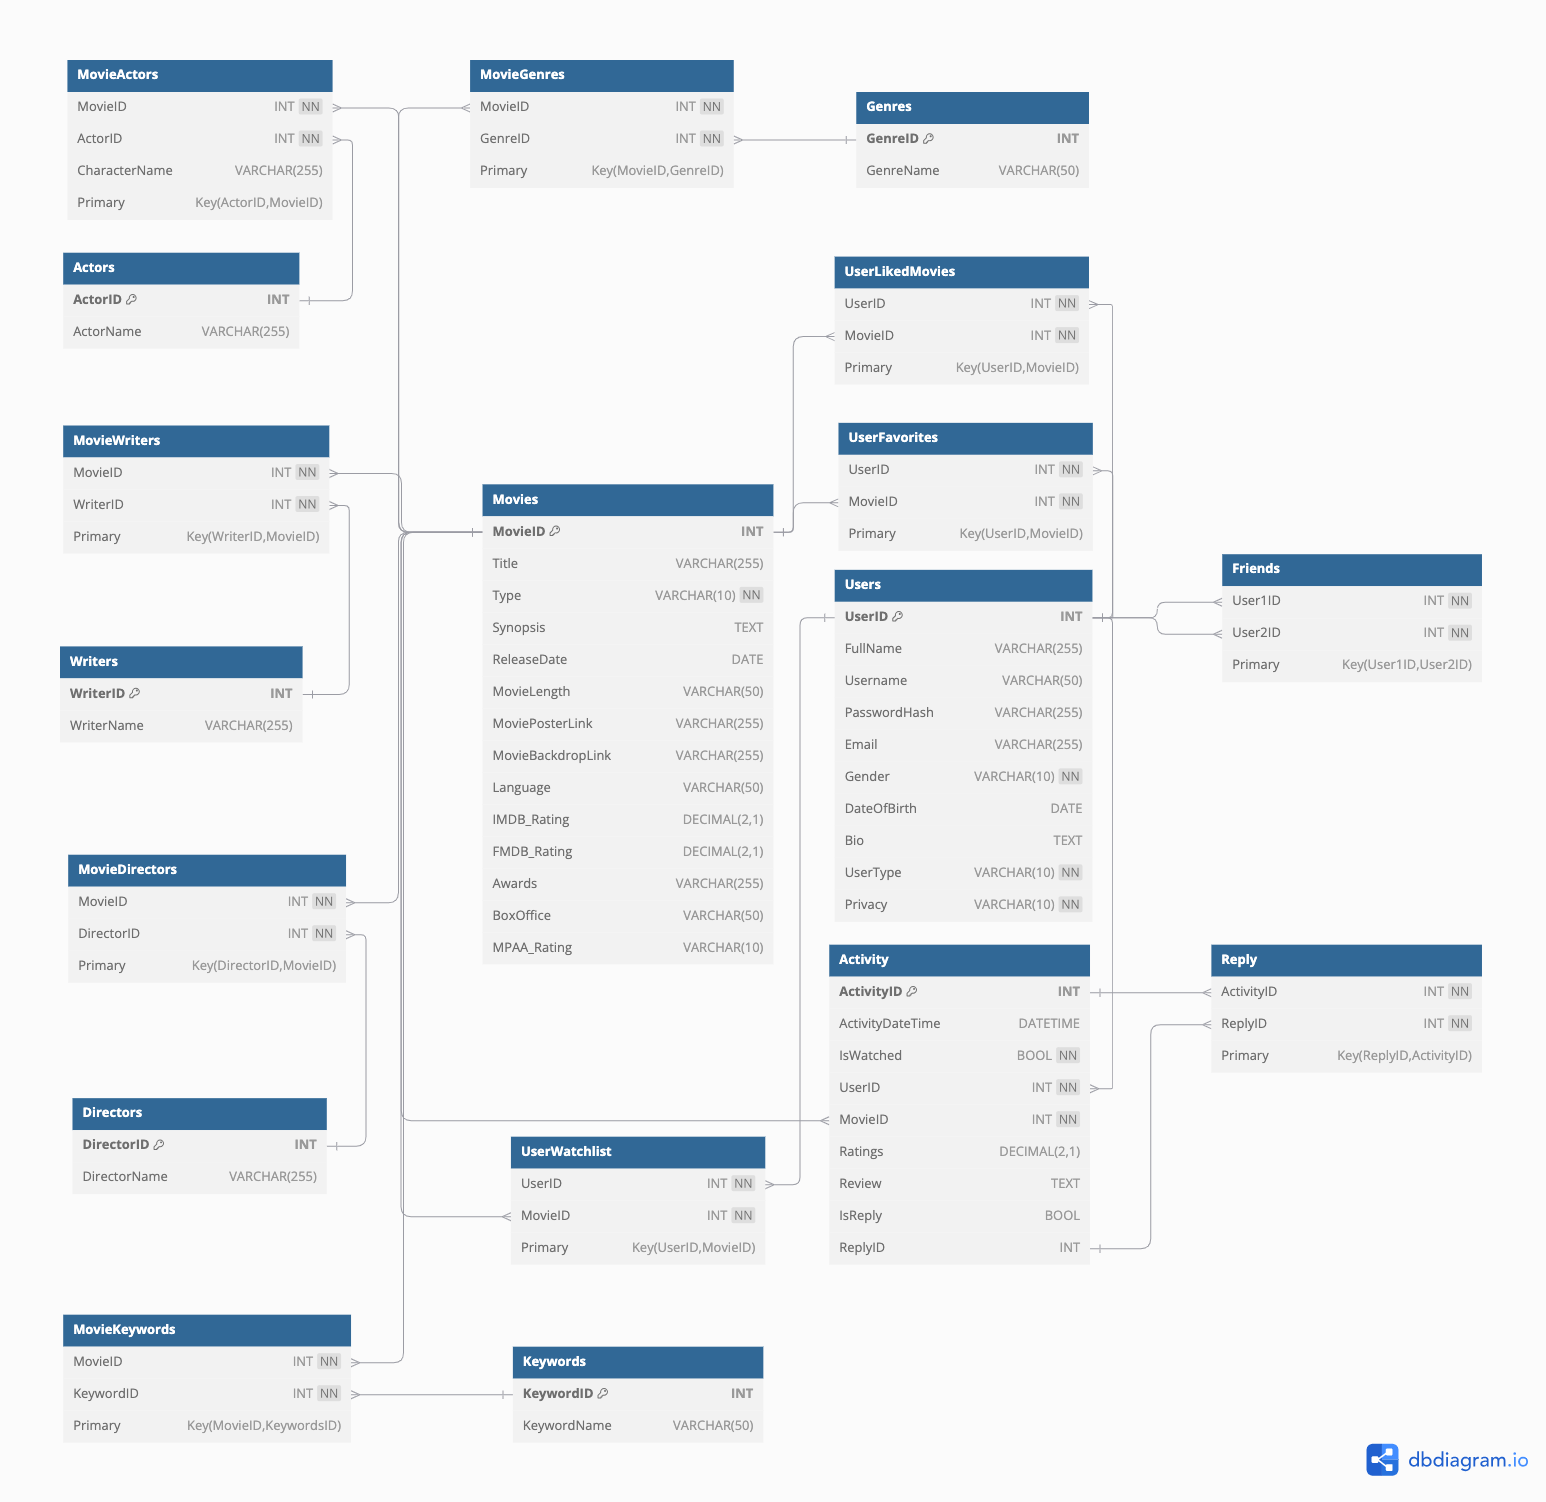 MovieActors
MovieID INT NN
ActorID INT NN
CharacterName VARCHAR(255)
Primary Key(ActorID,MovieID)
MovieGenres
MovieID INT NN
GenreID INT NN
Primary Key(MovieID,GenreID)
Genres
GenreID INT
GenreName VARCHAR(50)
Actors
ActorID INT
ActorName VARCHAR(255)
UserLikedMovies
UserID INT NN
MovieID INT NN
Primary Key(UserID,MovieID)
MovieWriters
MovieID INT NN
WriterID INT NN
Primary Key(WriterID,MovieID)
UserFavorites
UserID INT NN
MovieID INT NN
Primary Key(UserID,MovieID)
Movies
MovieID INT
Title VARCHAR(255)
Type VARCHAR(10) NN
Synopsis TEXT
ReleaseDate DATE
MovieLength VARCHAR(50)
MoviePosterLink VARCHAR(255)
MovieBackdropLink VARCHAR(255)
Language VARCHAR(50)
IMDB_Rating DECIMAL(2,1)
FMDB_Rating DECIMAL(2,1)
Awards VARCHAR(255)
BoxOffice VARCHAR(50)
MPAA_Rating VARCHAR(10)
Users
UserID INT
FullName VARCHAR(255)
Username VARCHAR(50)
PasswordHash VARCHAR(255)
Email VARCHAR(255)
Gender VARCHAR(10) NN
DateOfBirth DATE
Bio TEXT
UserType VARCHAR(10) NN
Privacy VARCHAR(10) NN
Friends
User1ID INT NN
User2ID INT NN
Primary Key(User1ID,User2ID)
Writers
WriterID INT
WriterName VARCHAR(255)
MovieDirectors
MovieID INT NN
DirectorID INT NN
Primary Key(DirectorID,MovieID)
Activity
ActivityID INT
ActivityDateTime DATETIME
IsWatched BOOL NN
UserID INT NN
MovieID INT NN
Ratings DECIMAL(2,1)
Review TEXT
IsReply BOOL
ReplyID INT
Reply
ActivityID INT NN
ReplyID INT NN
Primary Key(ReplyID,ActivityID)
Directors
DirectorID INT
DirectorName VARCHAR(255)
UserWatchlist
UserID INT NN
MovieID INT NN
Primary Key(UserID,MovieID)
MovieKeywords
MovieID INT NN
KeywordID INT NN
Primary Key(MovieID,KeywordsID)
Keywords
KeywordID INT
KeywordName VARCHAR(50)
dbdiagram.io